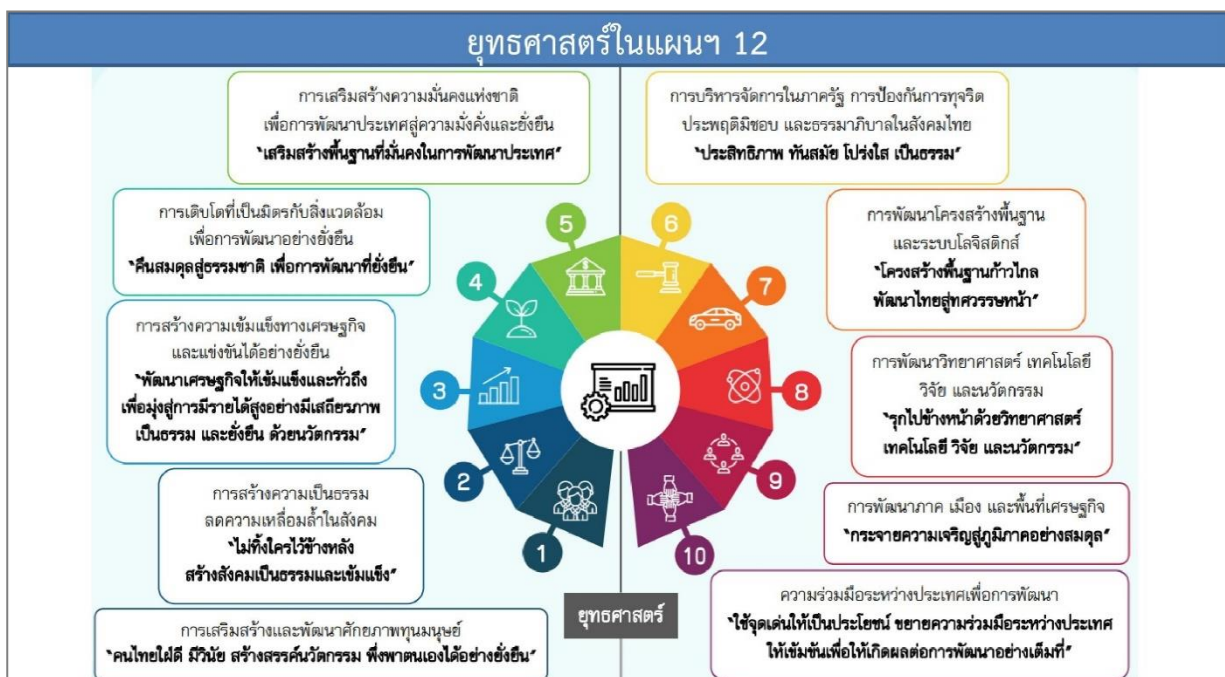 ยุทธศาสตร์ในแผนฯ 12
การเสริมสร้างความมั่นคงแห่งชาติ
เพื่อการพัฒนาประเทศสู่ความมั่งคั่งและยั่งยืน
“เสริมสร้างพื้นฐานที่มั่นคงในการพัฒนาประเทศ”
การเติบโตที่เป็นมิตรกับสิ่งแวดล้อม
เพื่อการพัฒนาอย่างยั่งยืน
“คืนสมดุลสู่ธรรมชาติ เพื่อการพัฒนาที่ยั่งยืน”
การสร้างความเข้มแข็งทางเศรษฐกิจ
และแข่งขันได้อย่างยั่งยืน
“พัฒนาเศรษฐกิจให้เข้มแข็งและทั่วถึง
เพื่อมุ่งสู่การมีรายได้สูงอย่างมีเสถียรภาพ
เป็นธรรม และยั่งยืน ด้วยนวัตกรรม”
การสร้างความเป็นธรรม
ลดความเหลื่อมล้ำในสังคม
“ไม่ทิ้งใครไว้ข้างหลัง
สร้างสังคมเป็นธรรมและเข้มแข็ง”
การเสริมสร้างและพัฒนาศักยภาพทุนมนุษย์
“คนไทยใฝ่ดี มีวินัย สร้างสรรค์นวัตกรรม พึ่งพาตนเองได้อย่างยั่งยืน”
5
4
3
2
1
6
7
8
9
10
ยุทธศาสตร์
การบริหารจัดการในภาครัฐ การป้องกันการทุจริต
ประพฤติมิชอบ และธรรมาภิบาลในสังคมไทย
“ประสิทธิภาพ ทันสมัย โปร่งใส เป็นธรรม”
การพัฒนาโครงสร้างพื้นฐาน
และระบบโลจิสติกส์
“โครงสร้างพื้นฐานก้าวไกล
พัฒนาไทยสู่ทศวรรษหน้า”
การพัฒนาวิทยาศาสตร์ เทคโนโลยี
วิจัย และนวัตกรรม
“รุกไปข้างหน้าด้วยวิทยาศาสตร์
เทคโนโลยี วิจัย และนวัตกรรม”
การพัฒนาภาค เมือง และพื้นที่เศรษฐกิจ
“กระจายความเจริญสู่ภูมิภาคอย่างสมดุล”
ความร่วมมือระหว่างประเทศเพื่อการพัฒนา
“ใช้จุดเด่นให้เป็นประโยชน์ ขยายความร่วมมือระหว่างประเทศ
ให้เข้มข้นเพื่อให้เกิดผลต่อการพัฒนาอย่างเต็มที่”